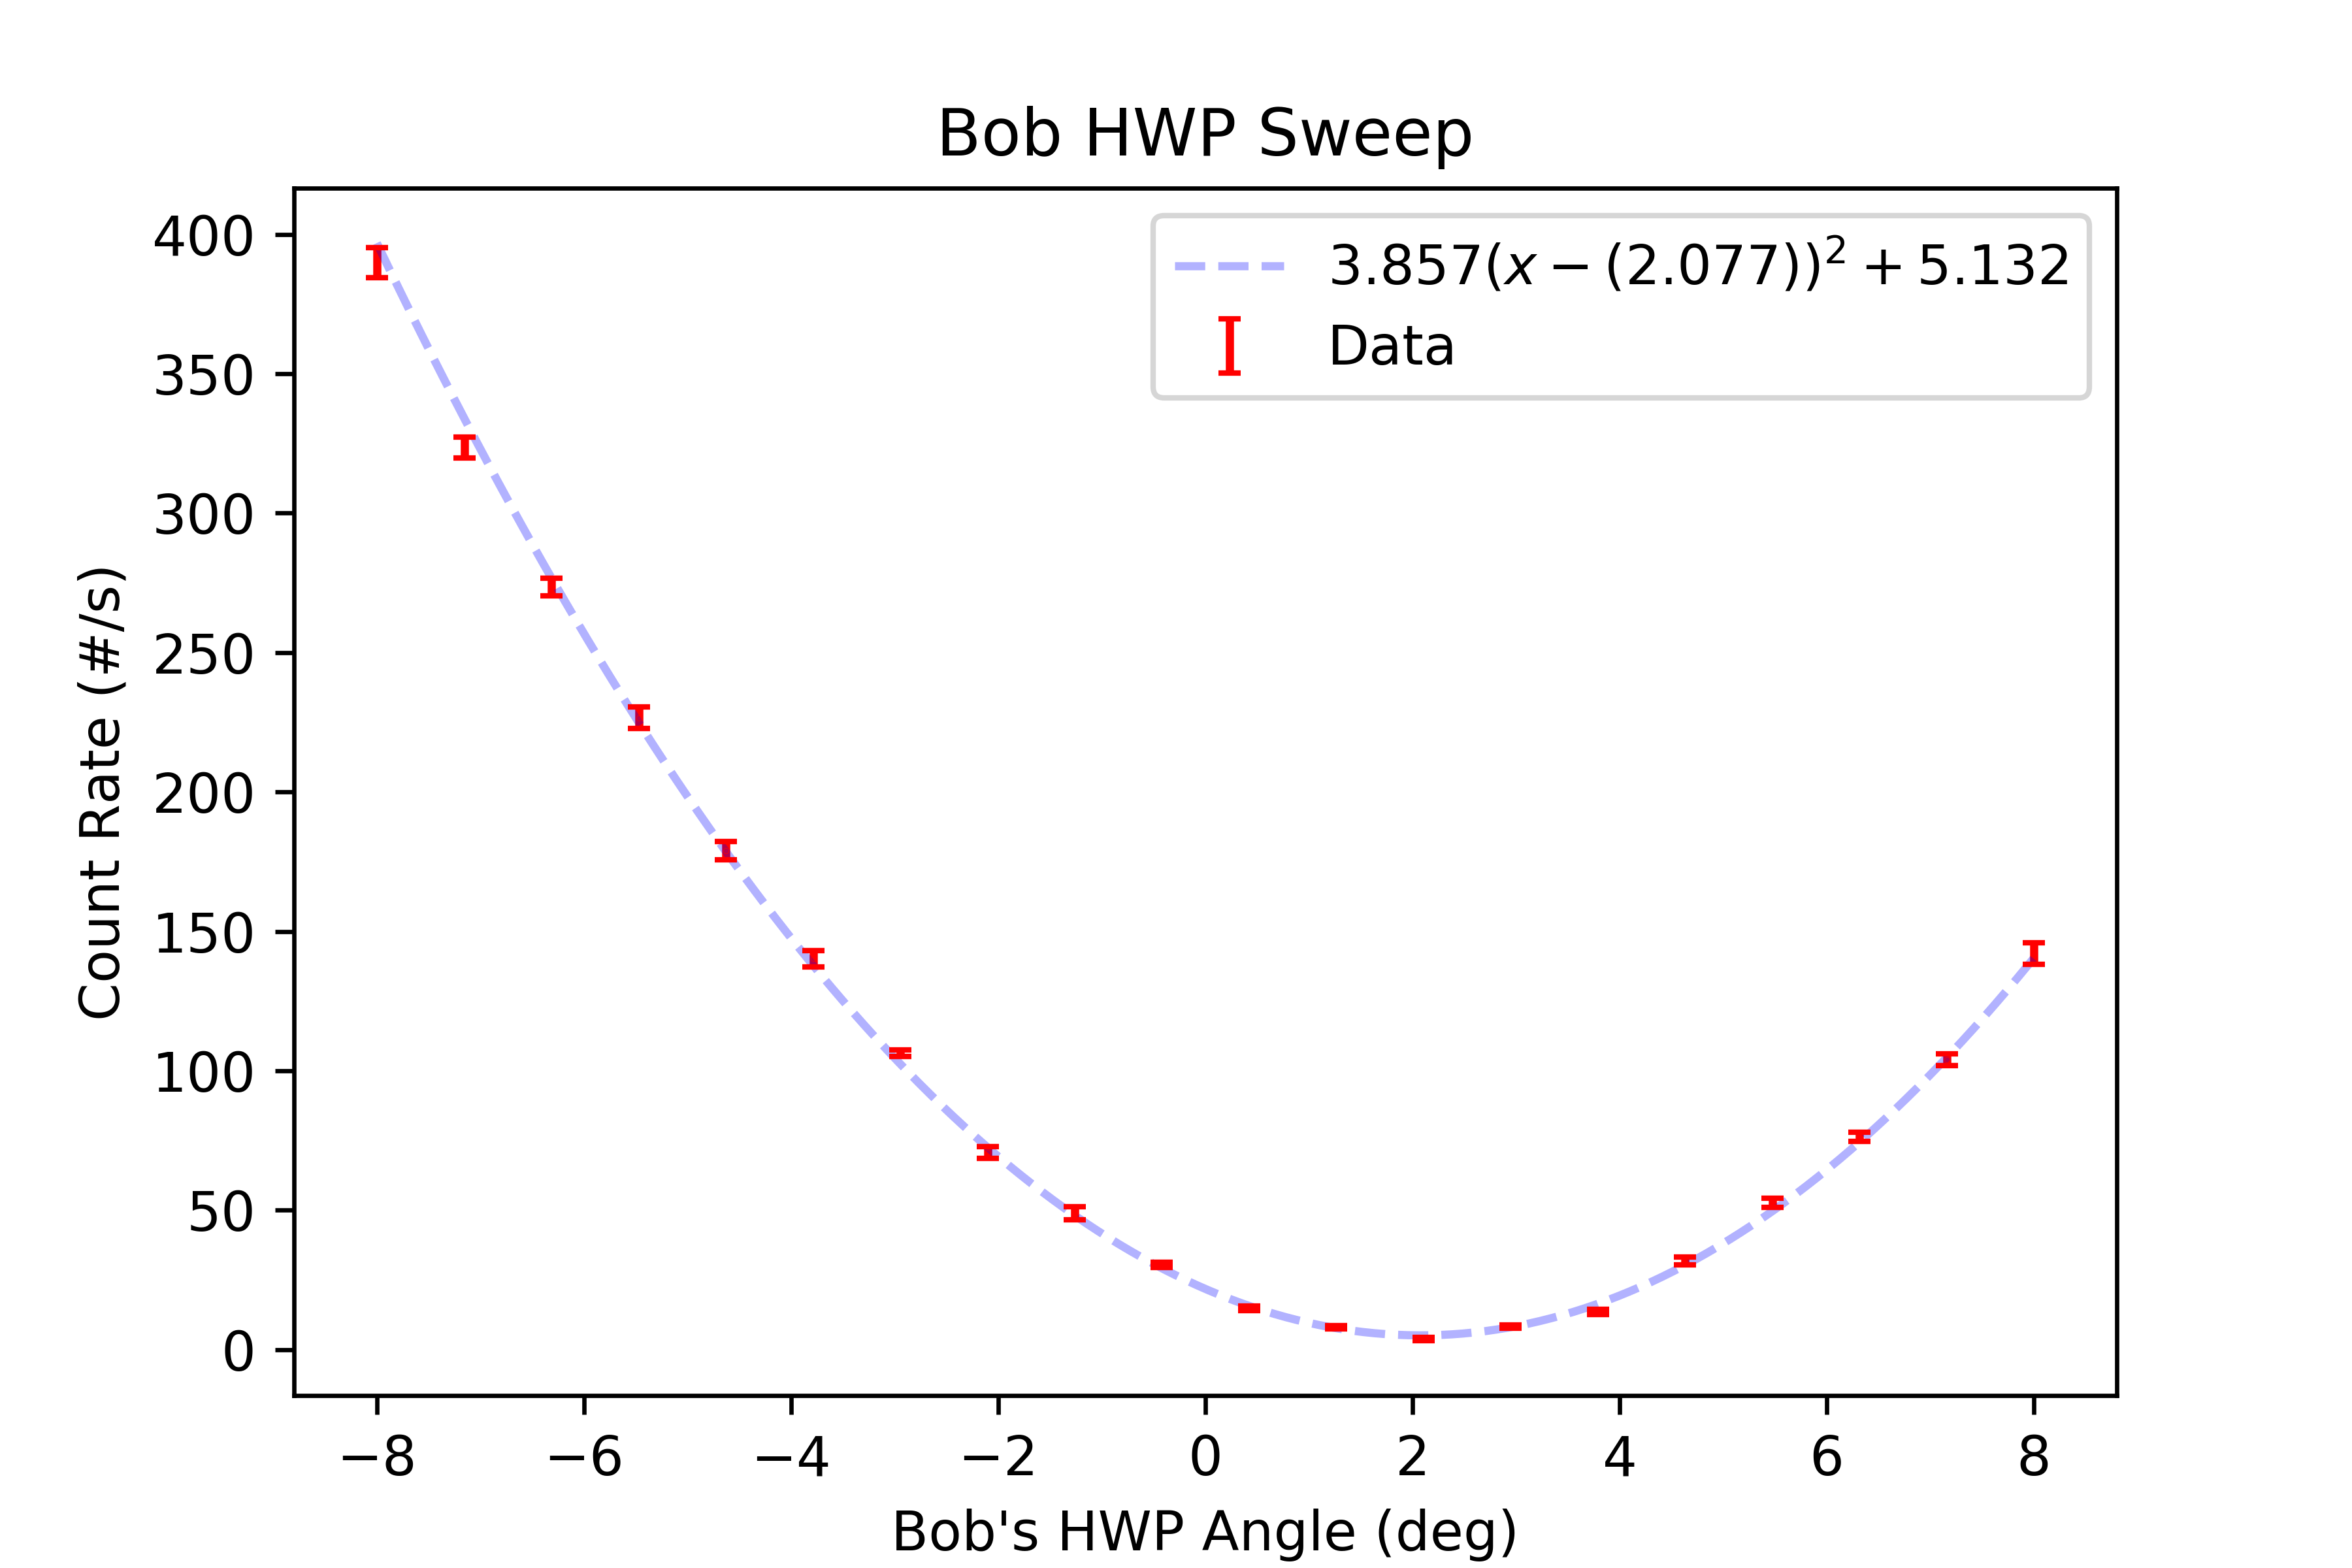 Bob HWP Sweep
3.857(x − (2.077))² + 5.132
Data
400
350
300
250
200
150
100
50
0
Count Rate (#/s)
−8 −6 −4 −2 0 2 4 6 8
Bob's HWP Angle (deg)